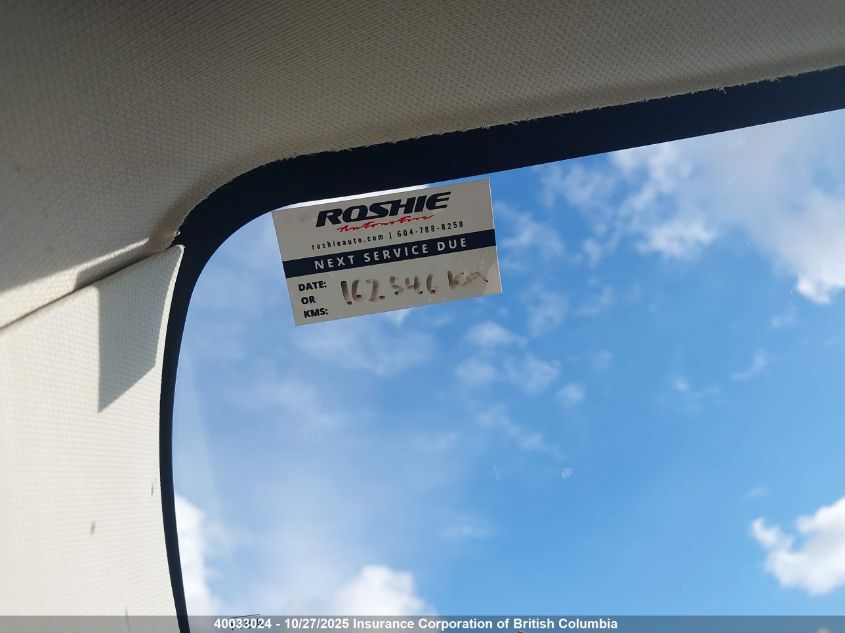 ROSHIE
Automotive
roshieauto.com | 604-788-8258
NEXT SERVICE DUE
DATE:
OR
KMS:
162.546 KM
40033024 - 10/27/2025 Insurance Corporation of British Columbia